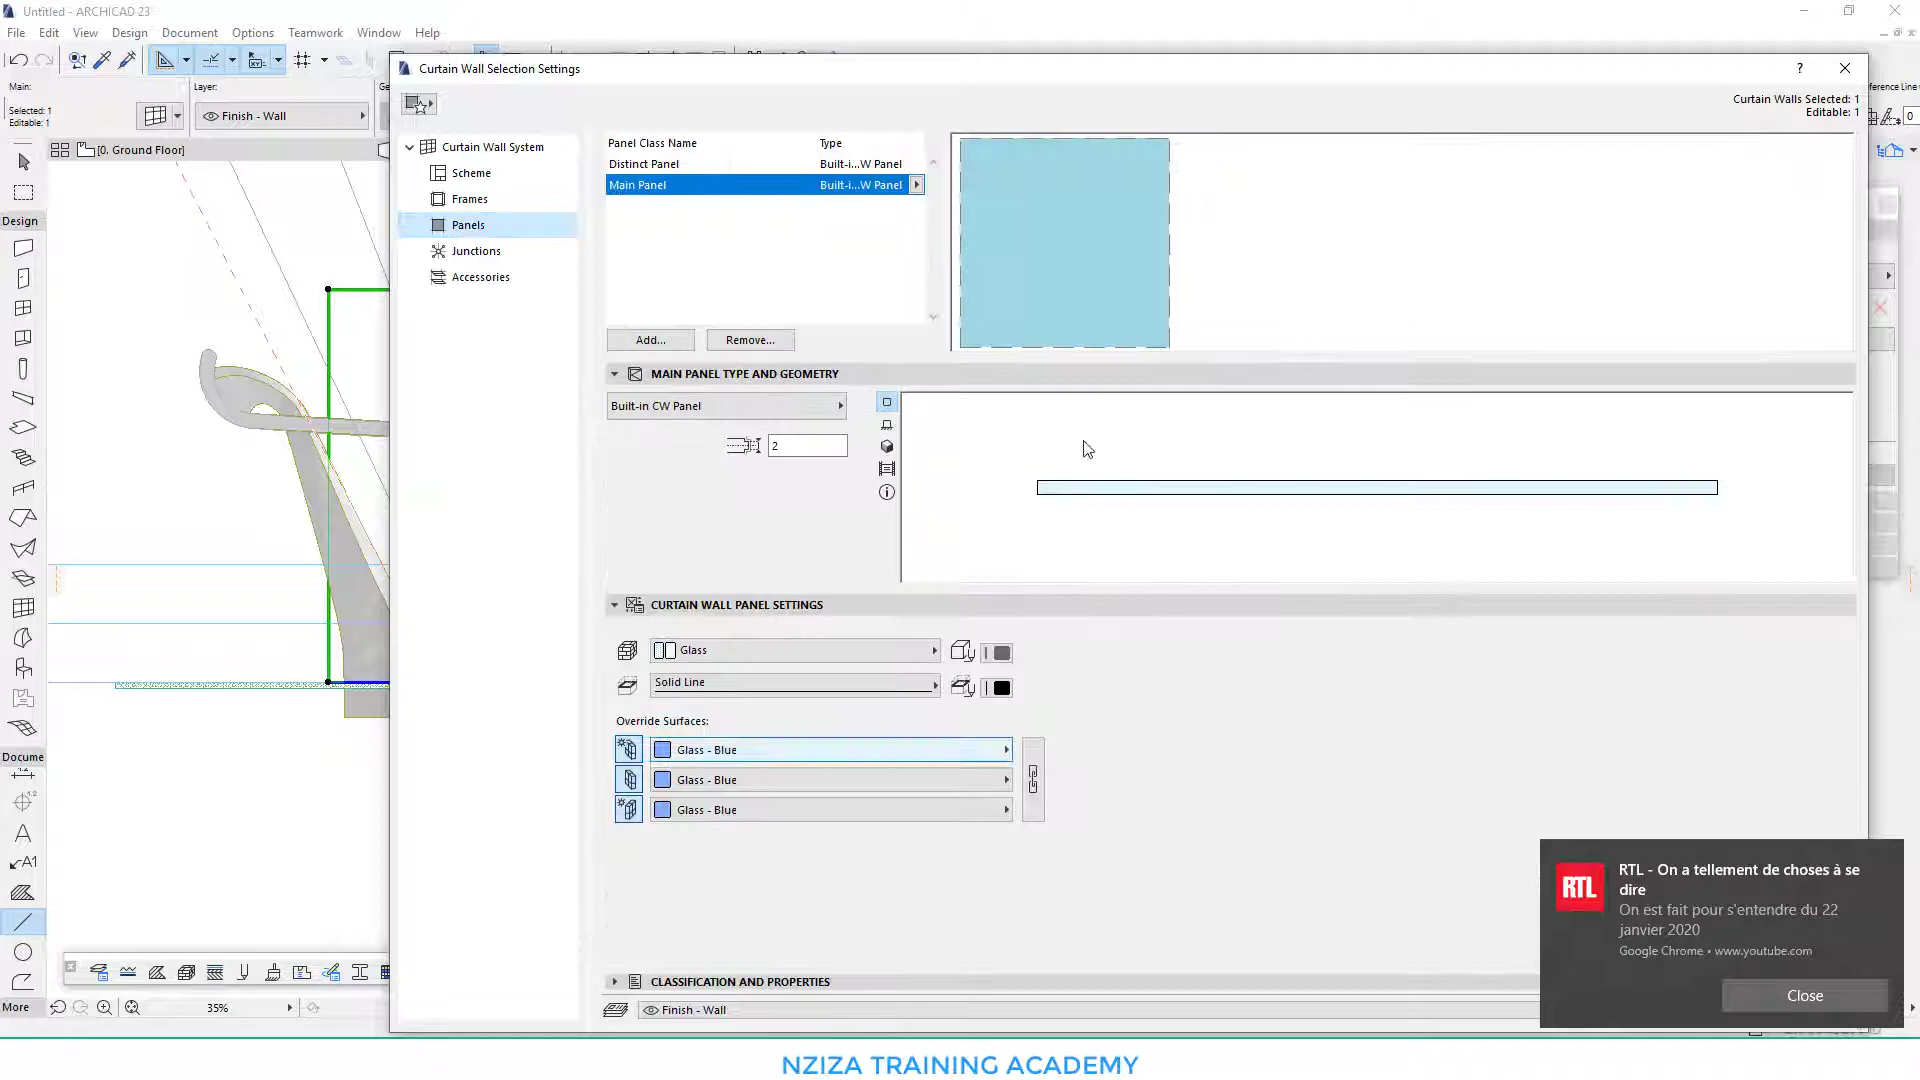 Untitled - ARCHICAD 23
File Edit View Design Document Options Teamwork Window Help
Main:
Selected: 1
Editable: 1
Layer:
Finish - Wall
[0. Ground Floor]
Design
Docume
More
35%
Curtain Wall Selection Settings
?
Curtain Walls Selected: 1
Editable: 1
0
Curtain Wall System
Scheme
Frames
Panels
Junctions
Accessories
Panel Class Name Type
Distinct Panel Built-i...W Panel
Main Panel Built-i...W Panel
Add... Remove...
MAIN PANEL TYPE AND GEOMETRY
Built-in CW Panel
2
CURTAIN WALL PANEL SETTINGS
Glass
Solid Line
Override Surfaces:
Glass - Blue
Glass - Blue
Glass - Blue
CLASSIFICATION AND PROPERTIES
Finish - Wall
RTL
RTL - On a tellement de choses à se
dire
On est fait pour s'entendre du 22
janvier 2020
Google Chrome • www.youtube.com
Close
NZIZA TRAINING ACADEMY